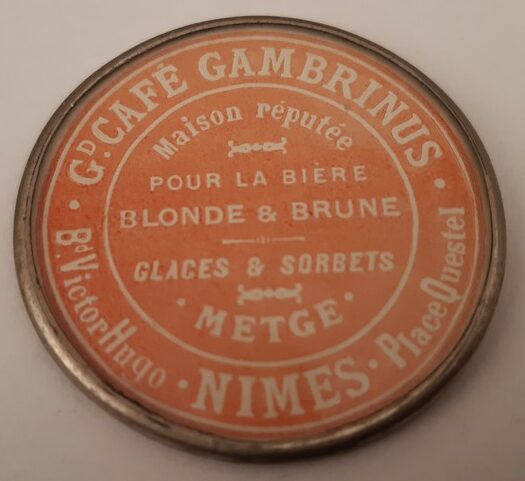 GD CAFÉ GAMBRINUS
Maison réputée
POUR LA BIÈRE
BLONDE & BRUNE
GLACES & SORBETS
METGE
Bd. Victor Hugo
NIMES
Place Questel